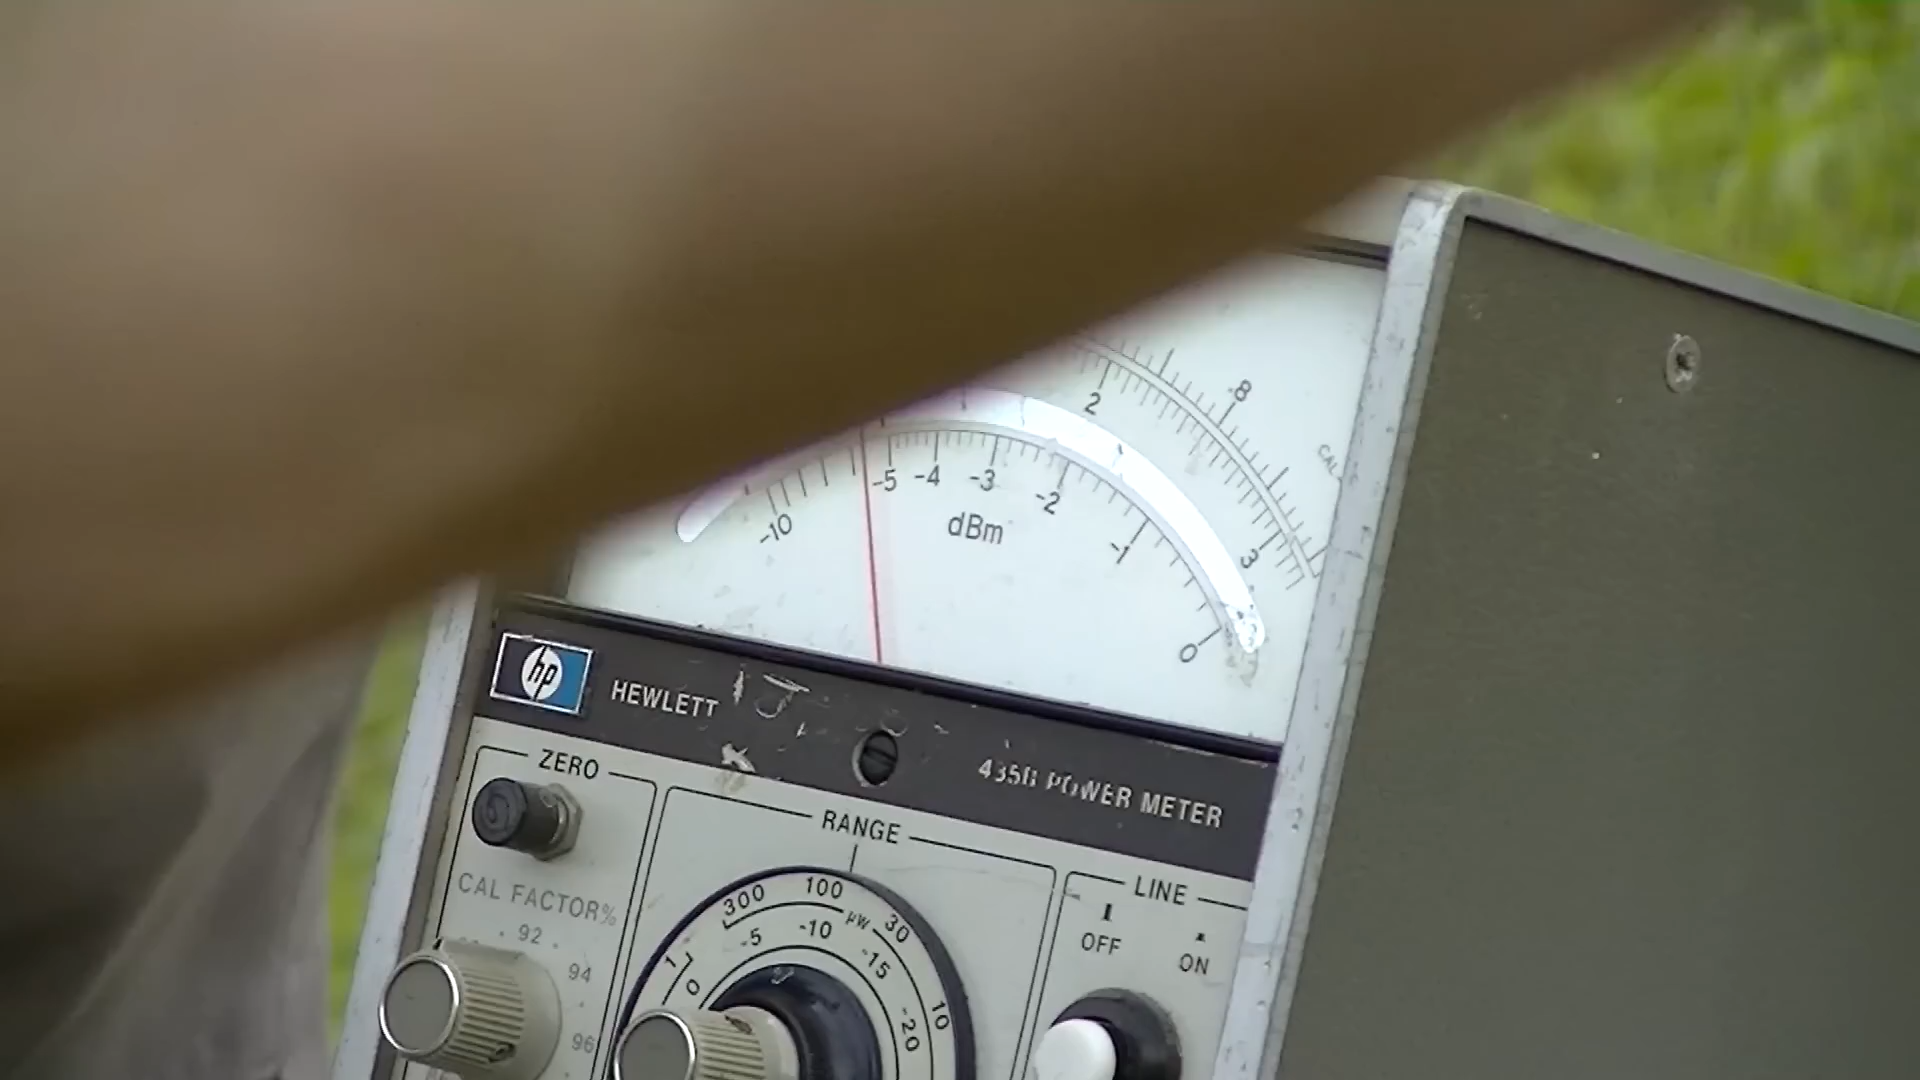 8
2
CAL
-10 -5 -4 -3 -2 -1 0
3
dBm
hp HEWLETT
435B POWER METER
ZERO
RANGE
LINE
OFF
ON
CAL FACTOR%
92
94
96
1 300 100 µW 30 10
0 -5 -10 -15 -20